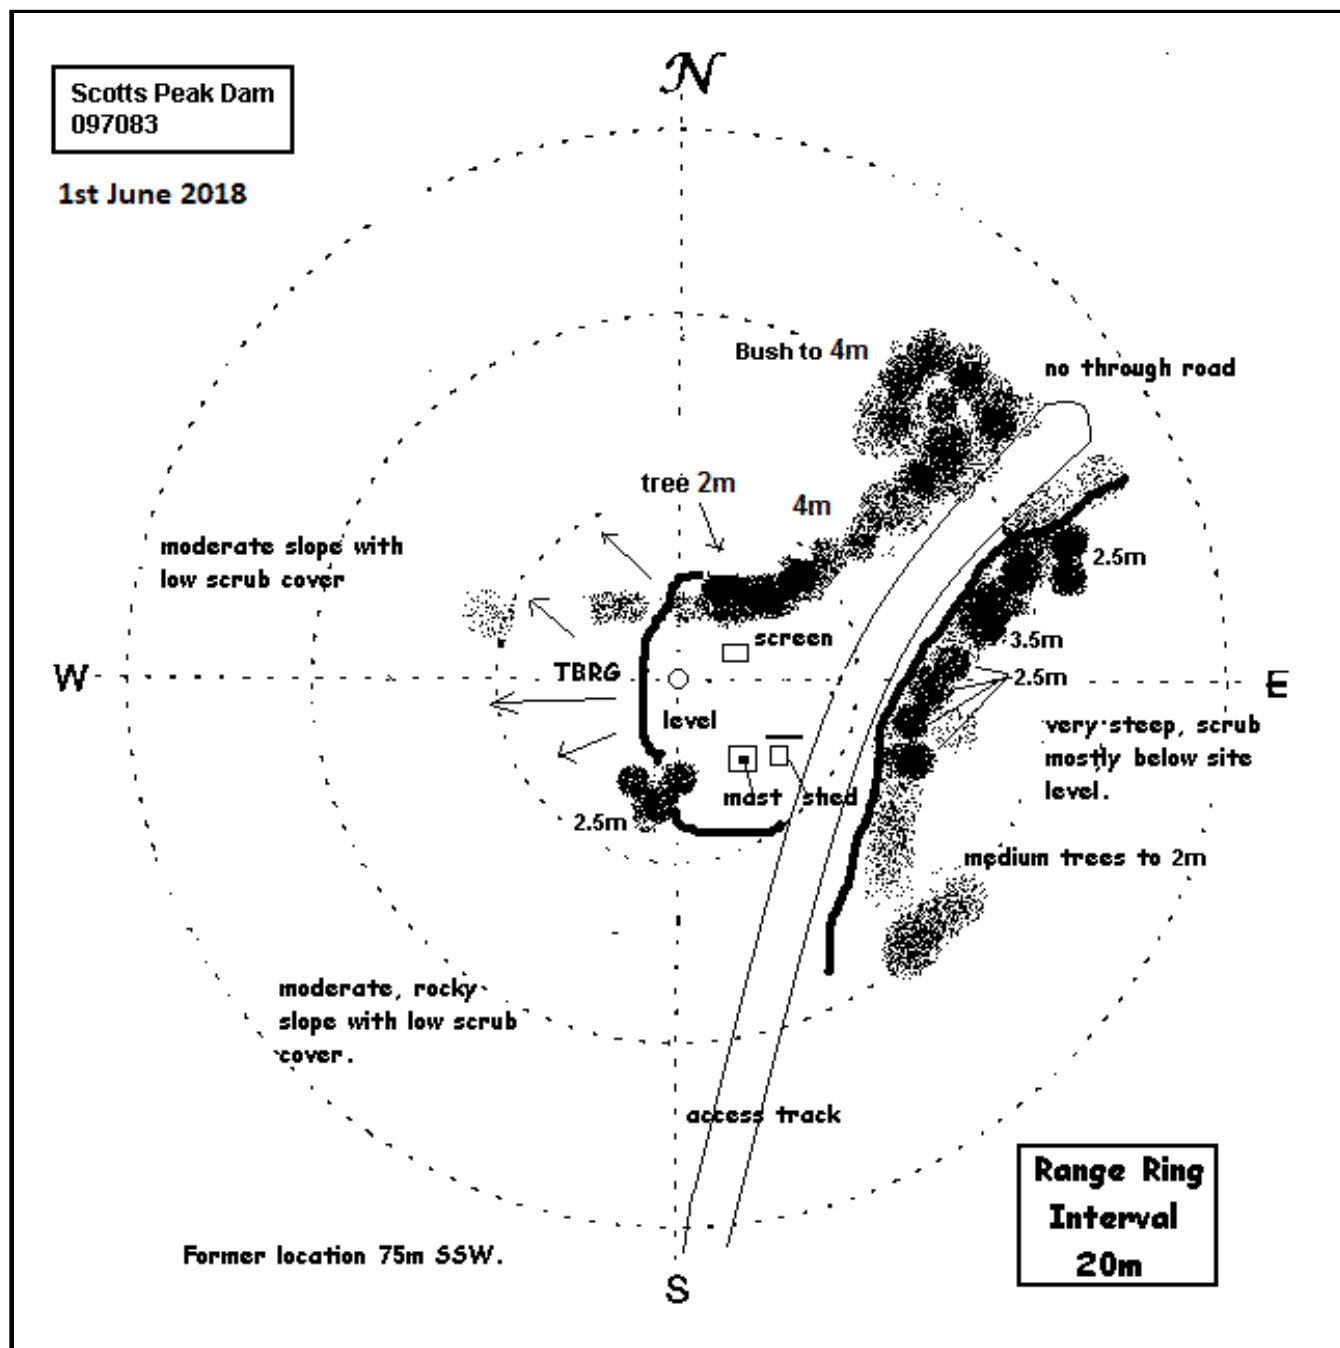 N
Scotts Peak Dam
097083
1st June 2018
Bush to 4m
no through road
tree 2m
4m
moderate slope with
low scrub cover
2.5m
screen
3.5m
W
TBRG
2.5m
E
level
very steep, scrub
mostly below site
level.
mast
shed
2.5m
medium trees to 2m
moderate, rocky
slope with low scrub
cover.
access track
Range Ring
Interval
20m
Former location 75m SSW.
S